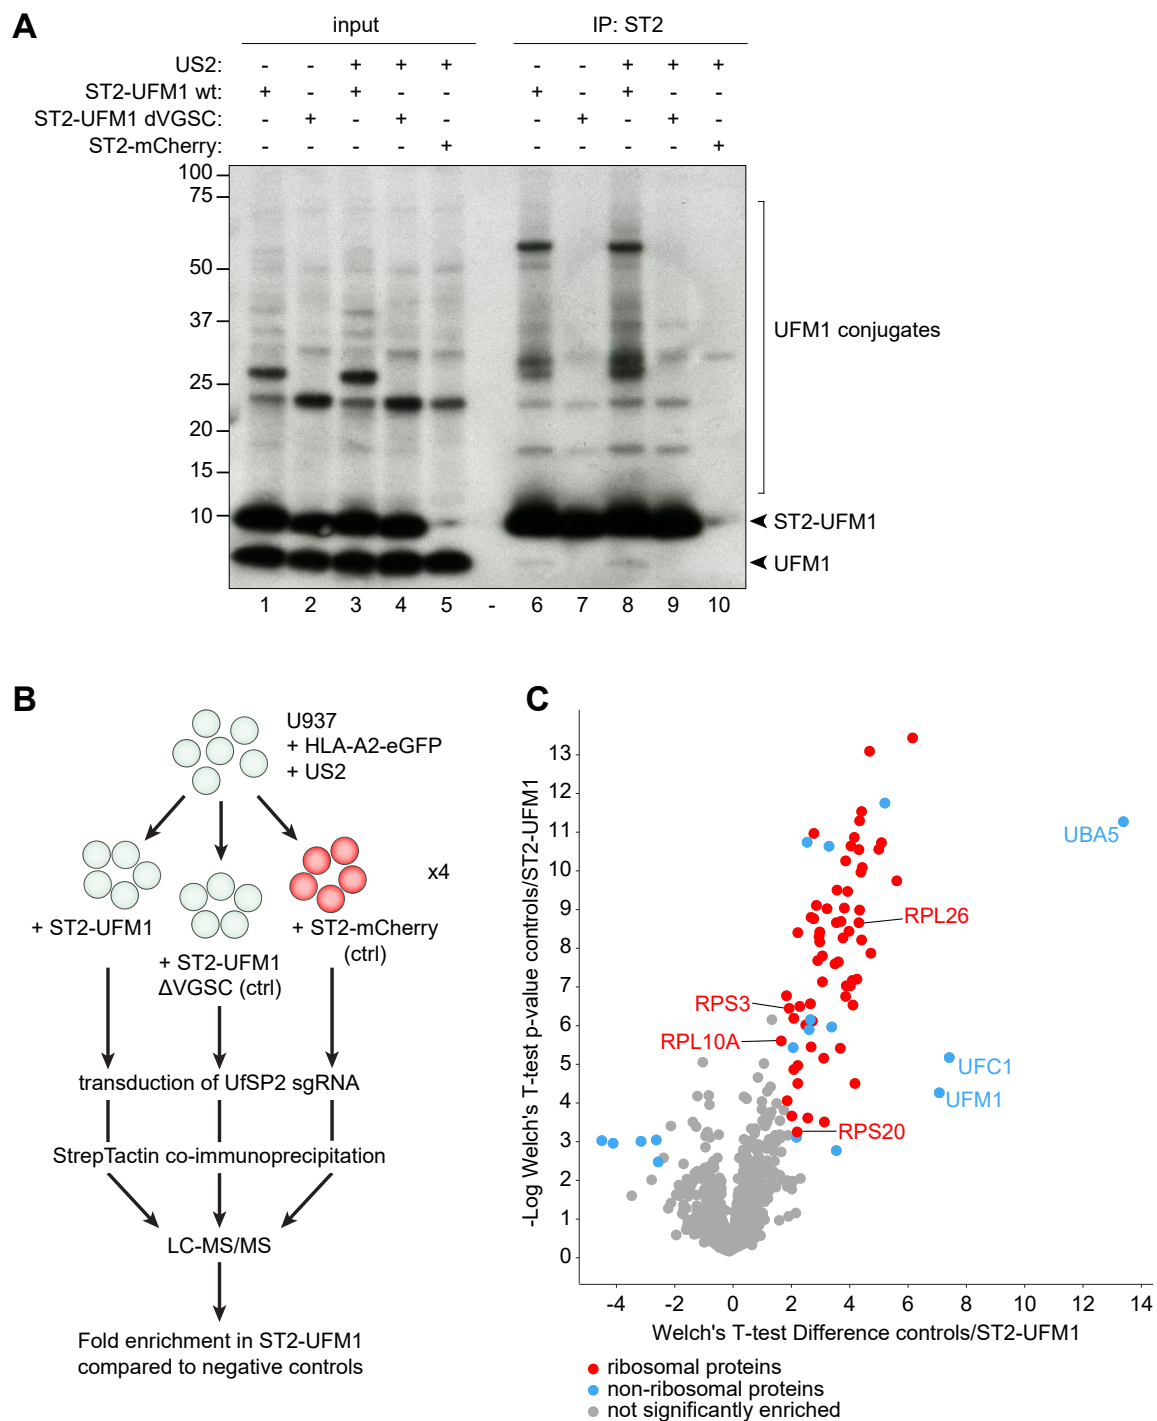 A
input
IP: ST2
US2: - - + + + - - + + +
ST2-UFM1 wt: + - + - - + - + - -
ST2-UFM1 dVGSC: - + - + - - + - + -
ST2-mCherry: - - - - + - - - - +
100
75
50
37
25
20
15
10
UFM1 conjugates
ST2-UFM1
UFM1
1 2 3 4 5 - 6 7 8 9 10
B
U937
+ HLA-A2-eGFP
+ US2
x4
+ ST2-UFM1
+ ST2-UFM1
ΔVGSC (ctrl)
+ ST2-mCherry
(ctrl)
transduction of UfSP2 sgRNA
StrepTactin co-immunoprecipitation
LC-MS/MS
Fold enrichment in ST2-UFM1
compared to negative controls
C
-Log Welch's T-test p-value controls/ST2-UFM1
13
12
11
10
9
8
7
6
5
4
3
2
1
0
UBA5
RPL26
RPS3
RPL10A
UFC1
UFM1
RPS20
-4 -2 0 2 4 6 8 10 12 14
Welch's T-test Difference controls/ST2-UFM1
ribosomal proteins
non-ribosomal proteins
not significantly enriched